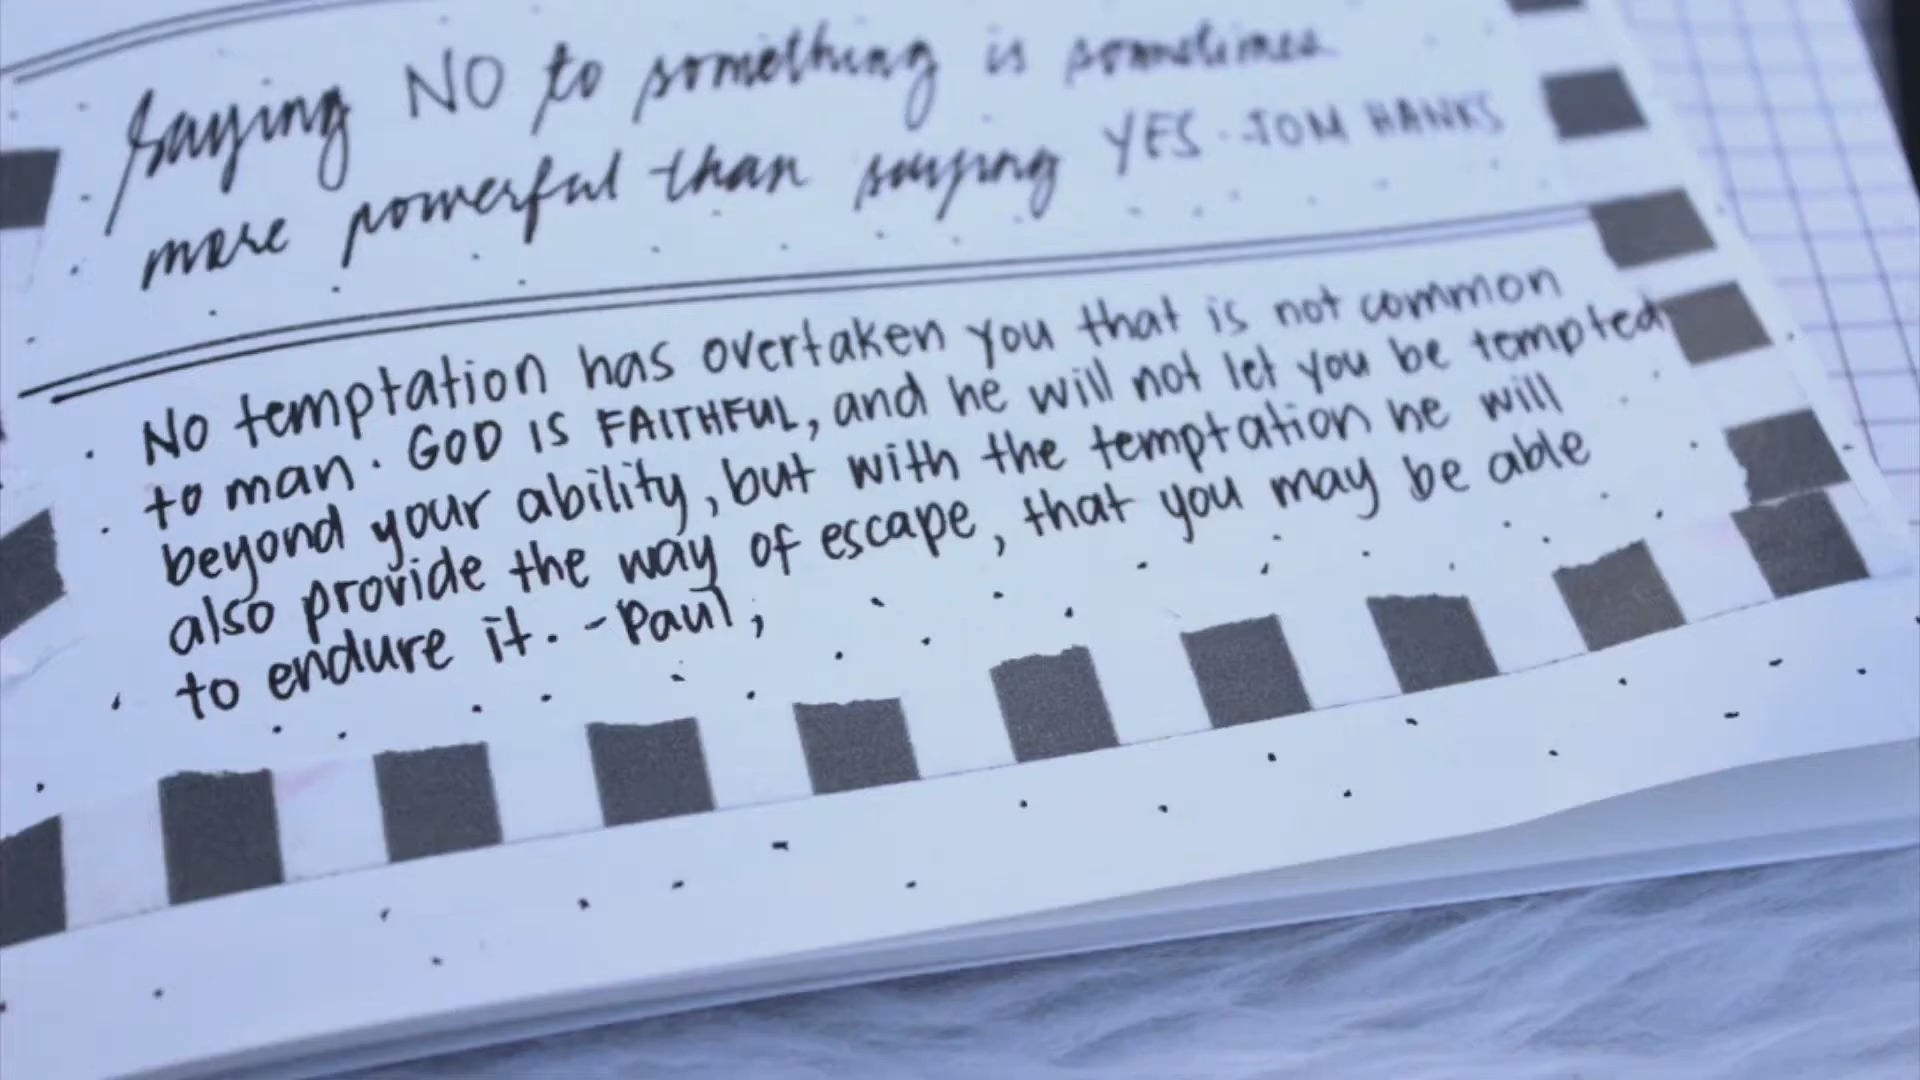 saying NO to something is sometimes
more powerful than saying YES. TOM HANKS
No temptation has overtaken you that is not common
to man. GOD IS FAITHFUL, and he will not let you be tempted
beyond your ability, but with the temptation he will
also provide the way of escape, that you may be able
to endure it. - Paul;